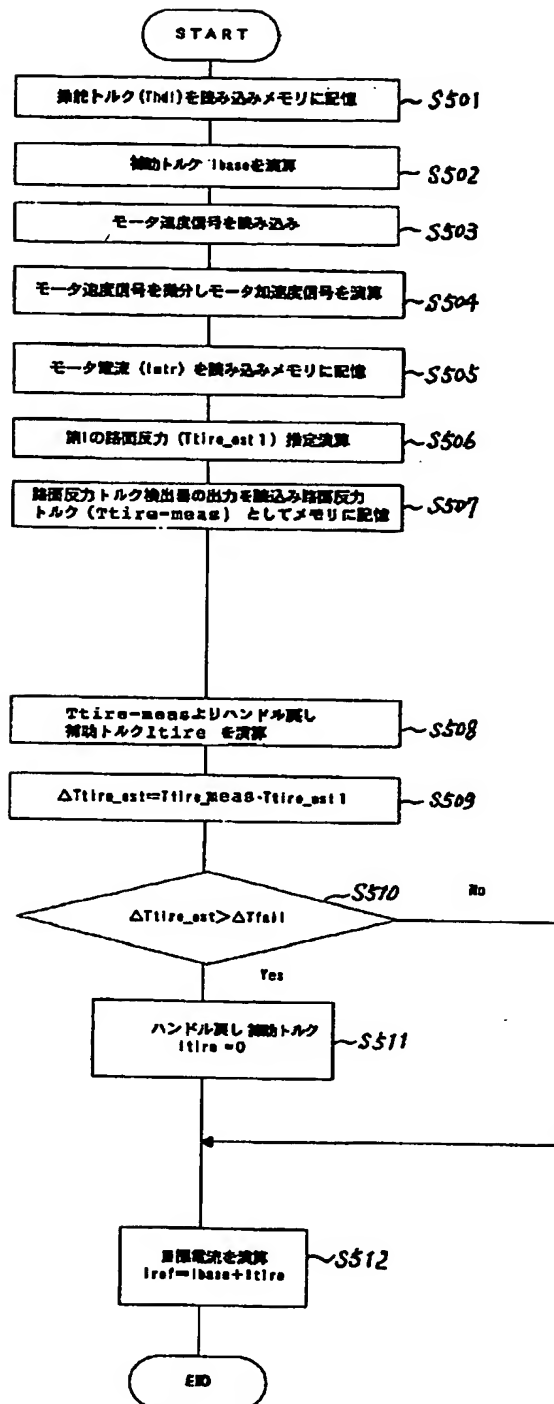 START
操舵トルク(Thdl)を読み込みメモリに記憶
S501
補助トルク Ibaseを演算
S502
モータ速度信号を読み込み
S503
モータ速度信号を微分しモータ加速度信号を演算
S504
モータ電流(Imtr)を読み込みメモリに記憶
S505
第1の路面反力(Ttire_est1)推定演算
S506
路面反力トルク検出器の出力を読込み路面反力
トルク(Ttire-meas)としてメモリに記憶
S507
Ttire-measよりハンドル戻し
補助トルクItire を演算
S508
△Ttire_est=Ttire_meas-Ttire_est1
S509
S510
No
△Ttire_est>△Tfail
Yes
ハンドル戻し補助トルク
Itire=0
S511
目標電流を演算
Iref=Ibase+Itire
S512
END